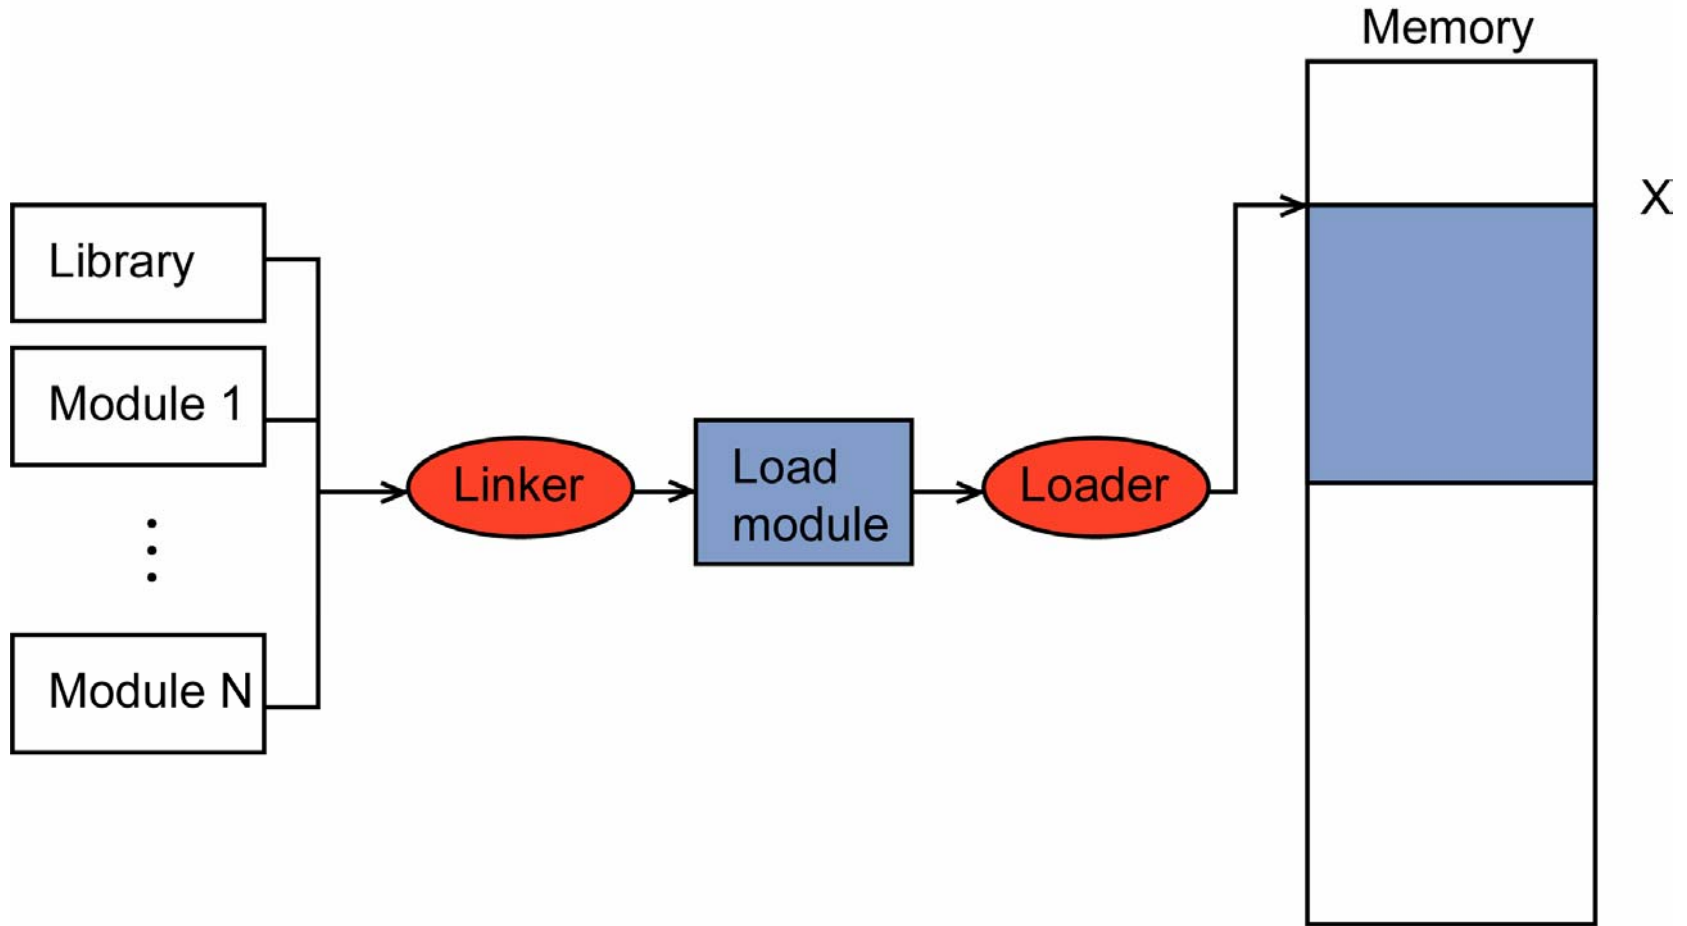 Memory
X
Library
Module 1
Linker
Load
module
Loader
Module N